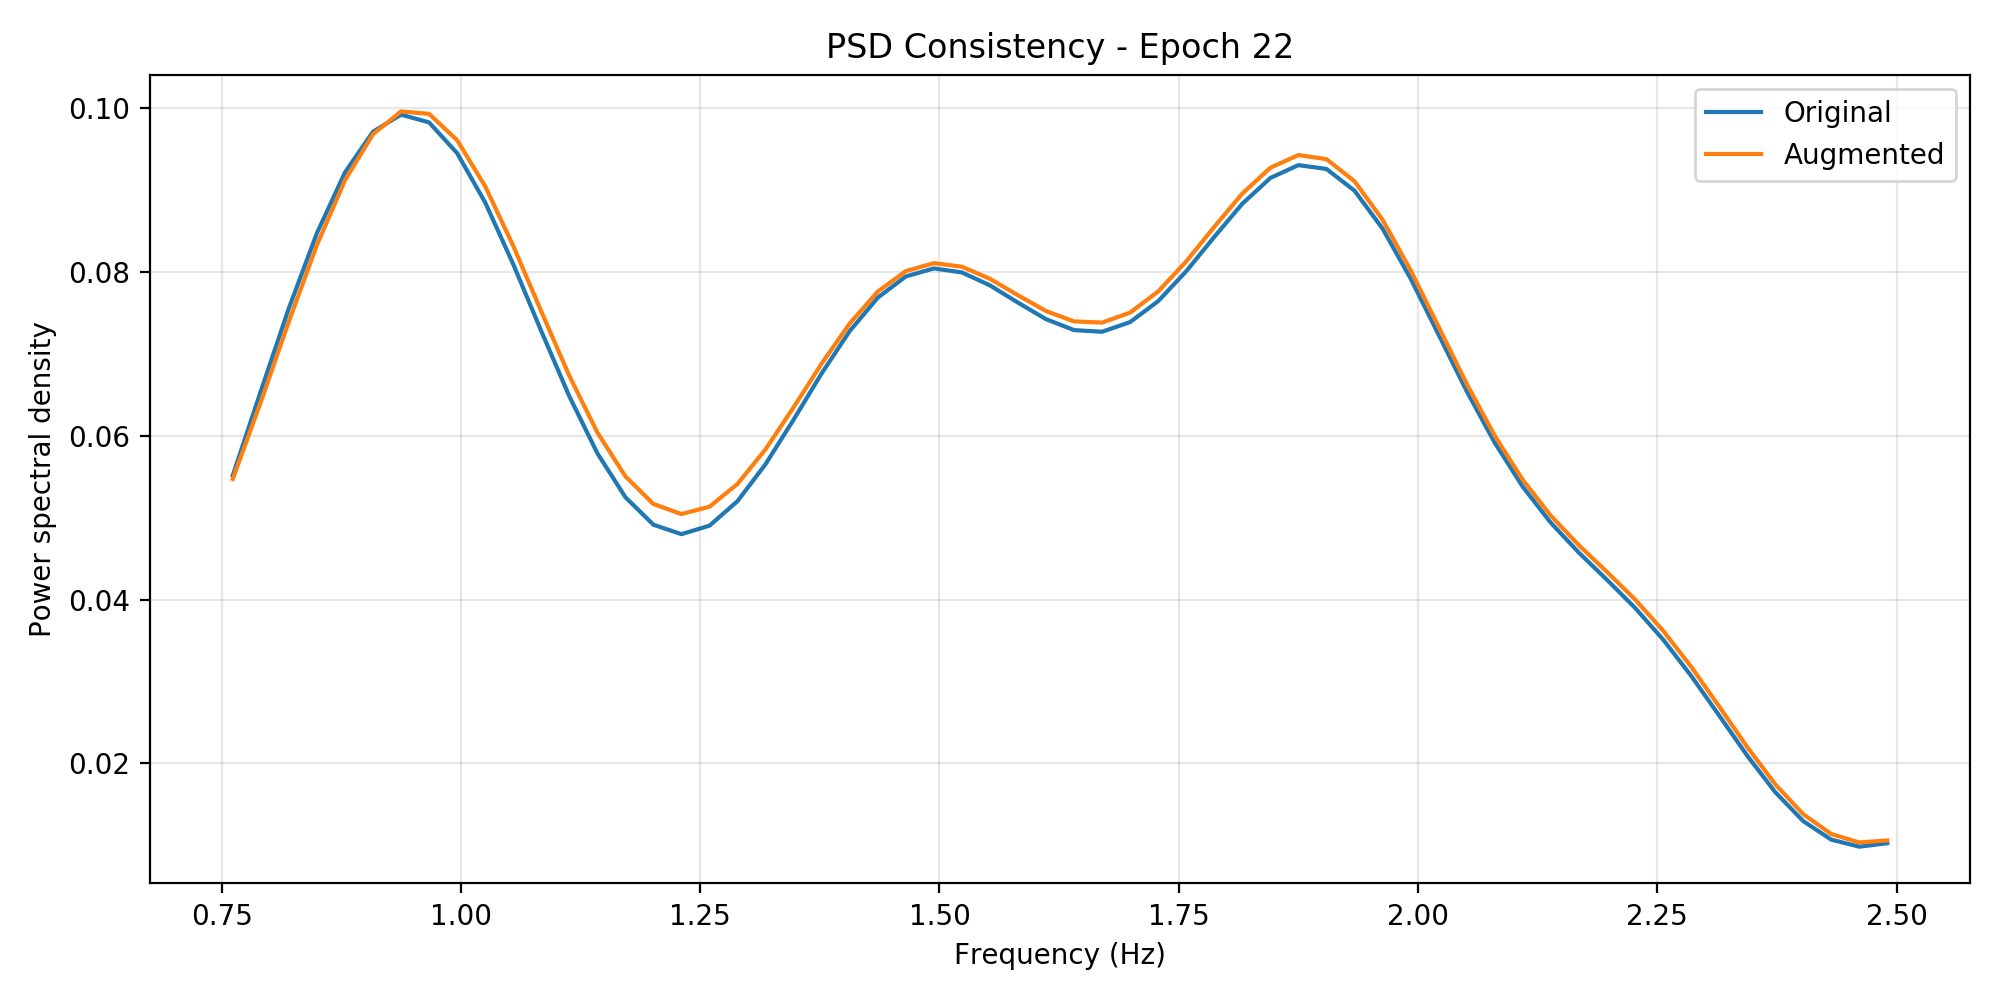 PSD Consistency - Epoch 22
Original
Augmented
Power spectral density
0.10
0.08
0.06
0.04
0.02
0.75 1.00 1.25 1.50 1.75 2.00 2.25 2.50
Frequency (Hz)